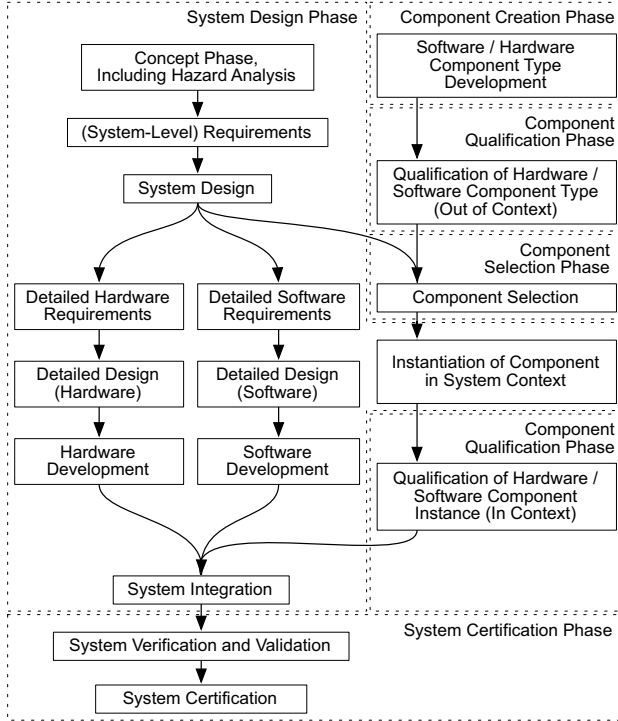 System Design Phase
Concept Phase,
Including Hazard Analysis
(System-Level) Requirements
System Design
Detailed Hardware
Requirements
Detailed Software
Requirements
Detailed Design
(Hardware)
Detailed Design
(Software)
Hardware
Development
Software
Development
System Integration
Component Creation Phase
Software / Hardware
Component Type
Development
Component
Qualification Phase
Qualification of Hardware /
Software Component Type
(Out of Context)
Component
Selection Phase
Component Selection
Instantiation of Component
in System Context
Component
Qualification Phase
Qualification of Hardware /
Software Component
Instance (In Context)
System Certification Phase
System Verification and Validation
System Certification